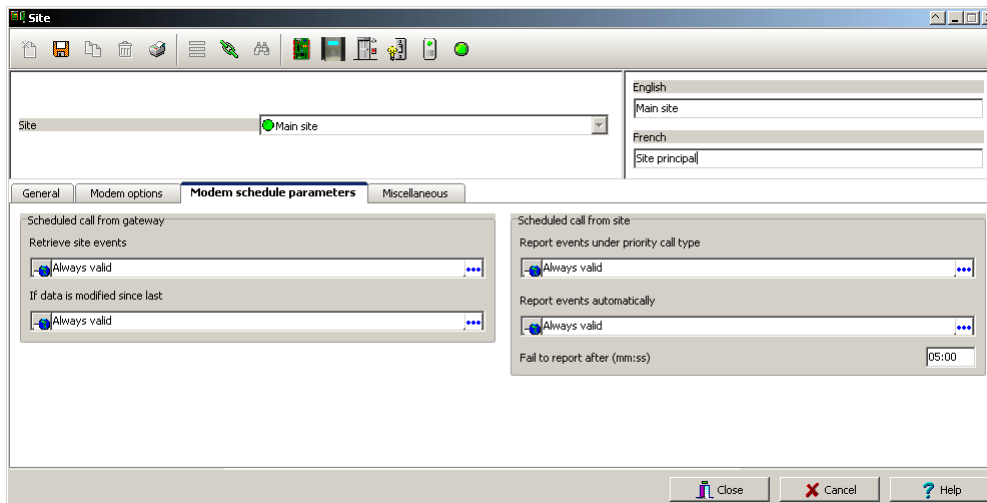 Site
English
Main site
Site
Main site
French
Site principal
General
Modem options
Modem schedule parameters
Miscellaneous
Scheduled call from gateway
Retrieve site events
Always valid
If data is modified since last
Always valid
Scheduled call from site
Report events under priority call type
Always valid
Report events automatically
Always valid
Fail to report after (mm:ss)
05:00
Close
Cancel
Help